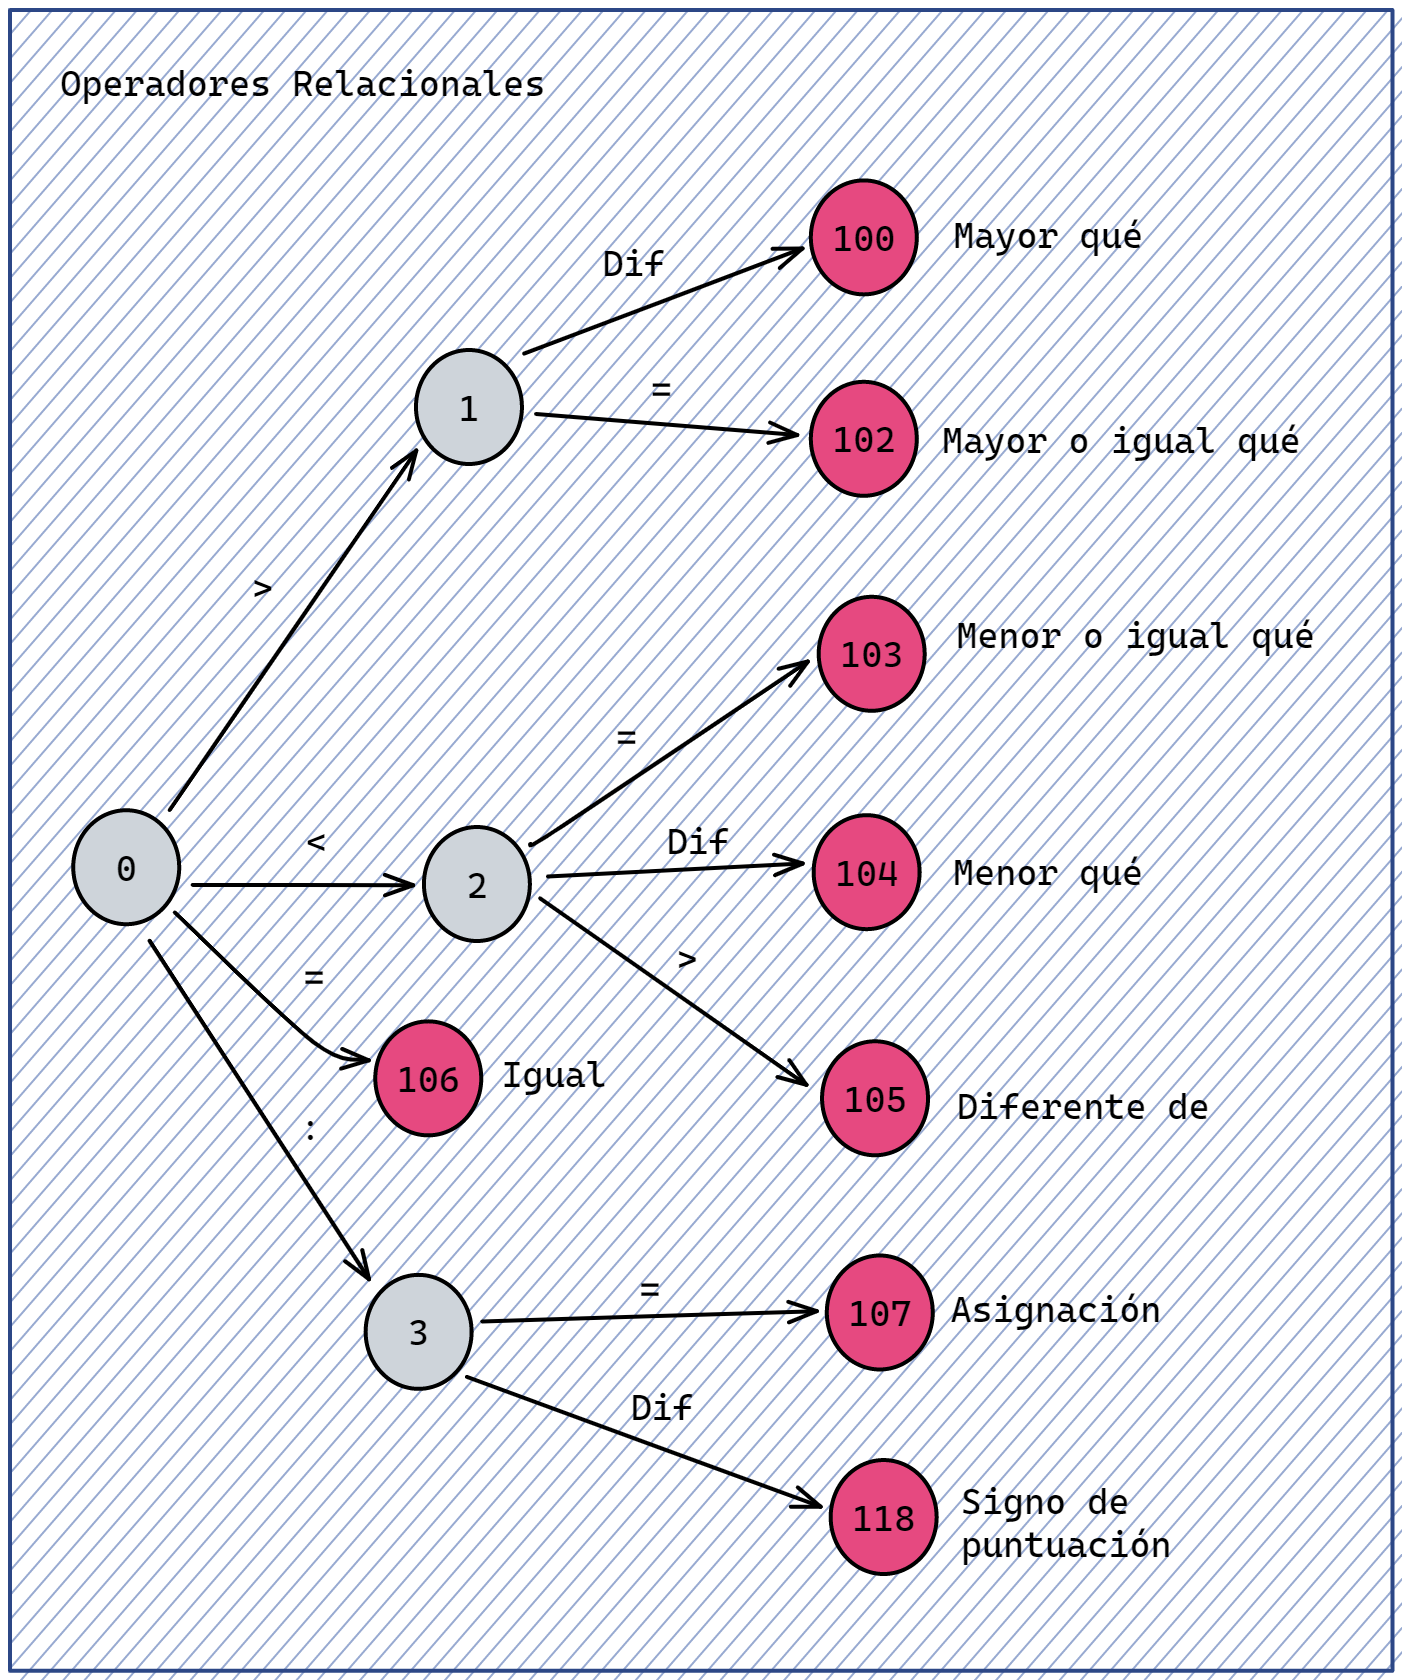 Operadores Relacionales
100 Mayor qué
Dif
=
1
102 Mayor o igual qué
>
103 Menor o igual qué
=
<
Dif
0
2
104 Menor qué
>
=
106 Igual
105 Diferente de
:
=
3
107 Asignación
Dif
118
Signo de
puntuación